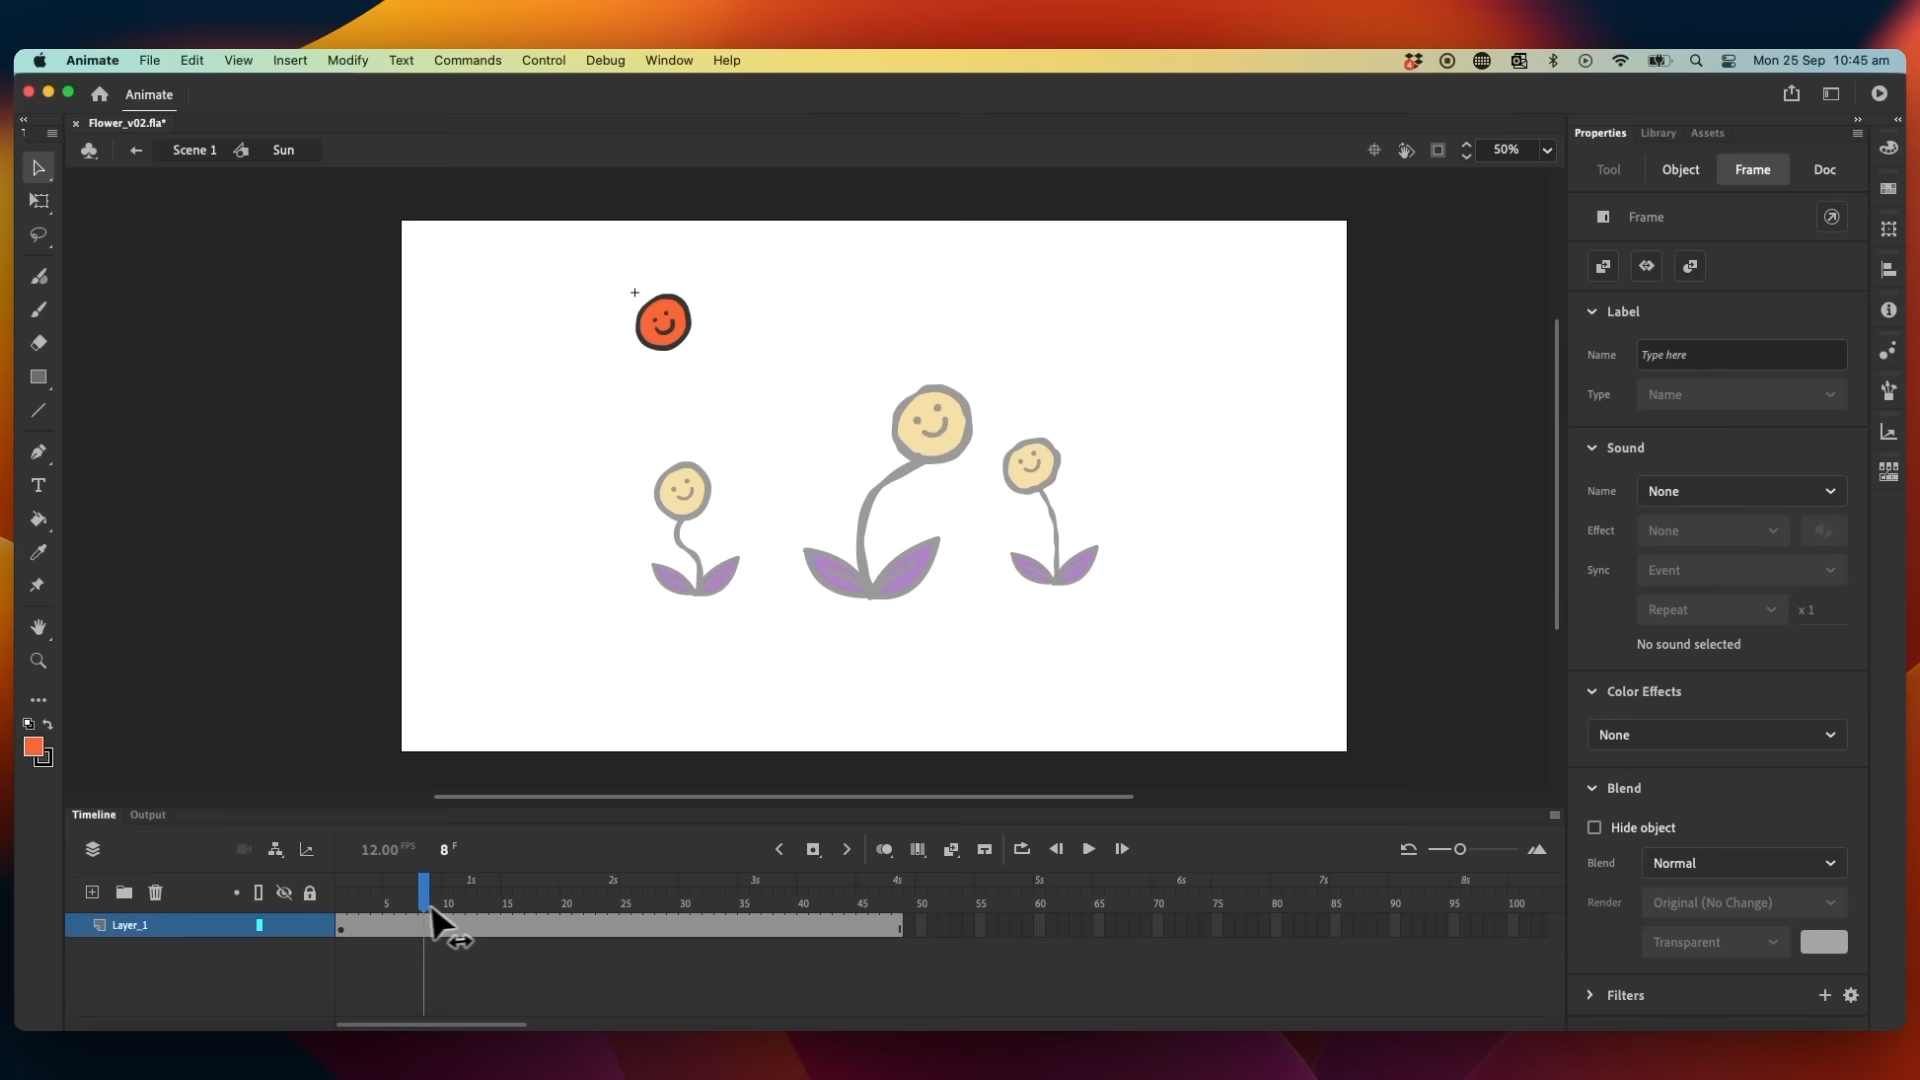 Animate File Edit View Insert Modify Text Commands Control Debug Window Help
4
Mon 25 Sep 10:45 am
Animate
Flower_v02.fla*
Scene 1
Sun
50%
Properties Library Assets
Tool Object Frame Doc
Frame
Label
Name Type here
Type Name
Sound
Name None
Effect None
Sync Event
Repeat x 1
No sound selected
Color Effects
None
Blend
Hide object
Blend Normal
Render Original (No Change)
Transparent
Filters
Timeline Output
12.00 FPS 8 F
1s 2s 3s 4s 5s 6s 7s 8s
5 10 15 20 25 30 35 40 45 50 55 60 65 70 75 80 85 90 95 100
Layer_1